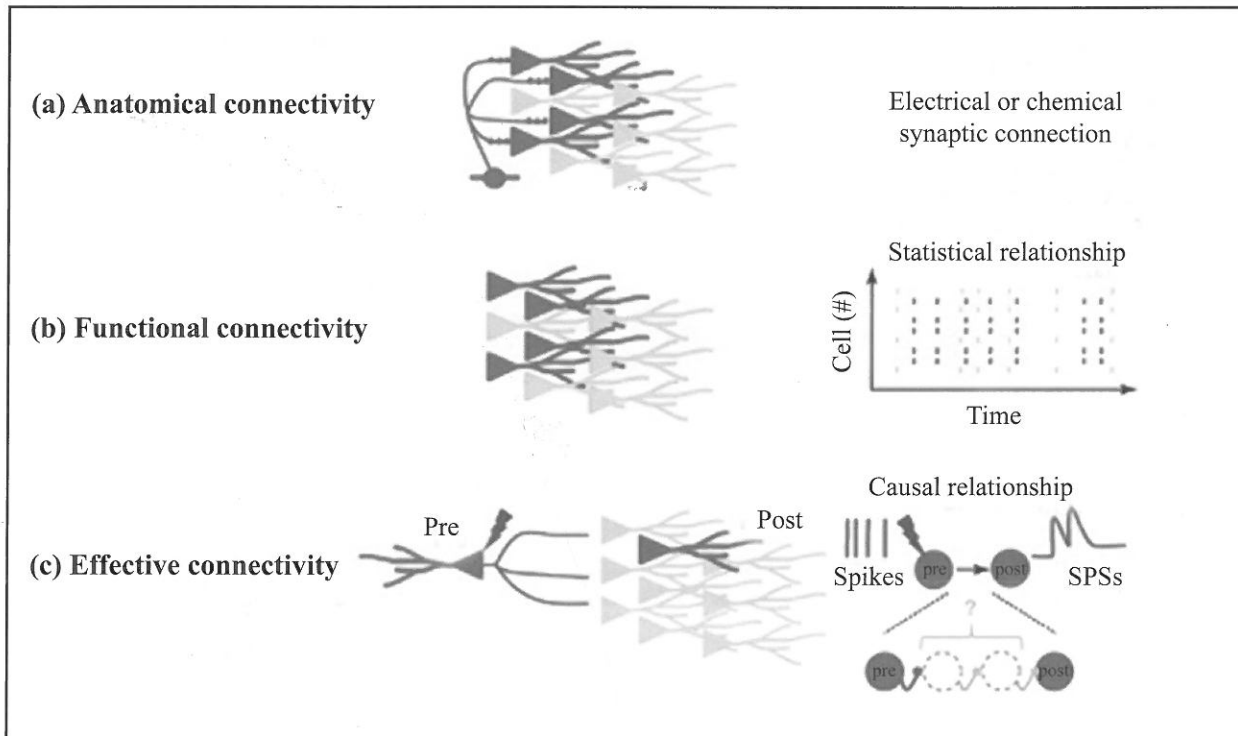 (a) Anatomical connectivity
Electrical or chemical
synaptic connection
(b) Functional connectivity
Statistical relationship
Cell (#)
Time
(c) Effective connectivity
Pre
Post
Causal relationship
Spikes
pre
post
SPSs
?
pre
post